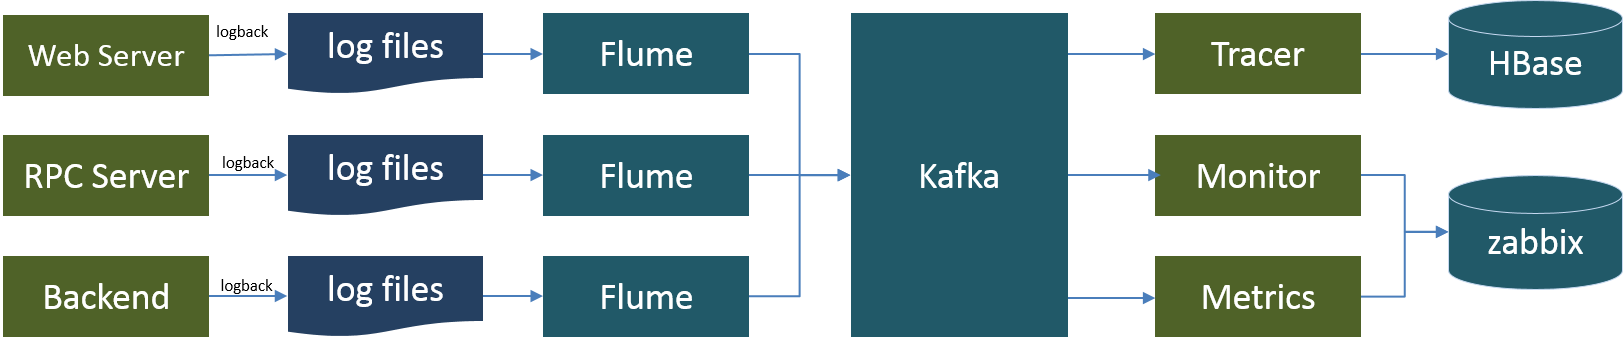 Web Server
logback
log files
Flume
Kafka
Tracer
HBase
RPC Server
logback
log files
Flume
Monitor
zabbix
Backend
logback
log files
Flume
Metrics